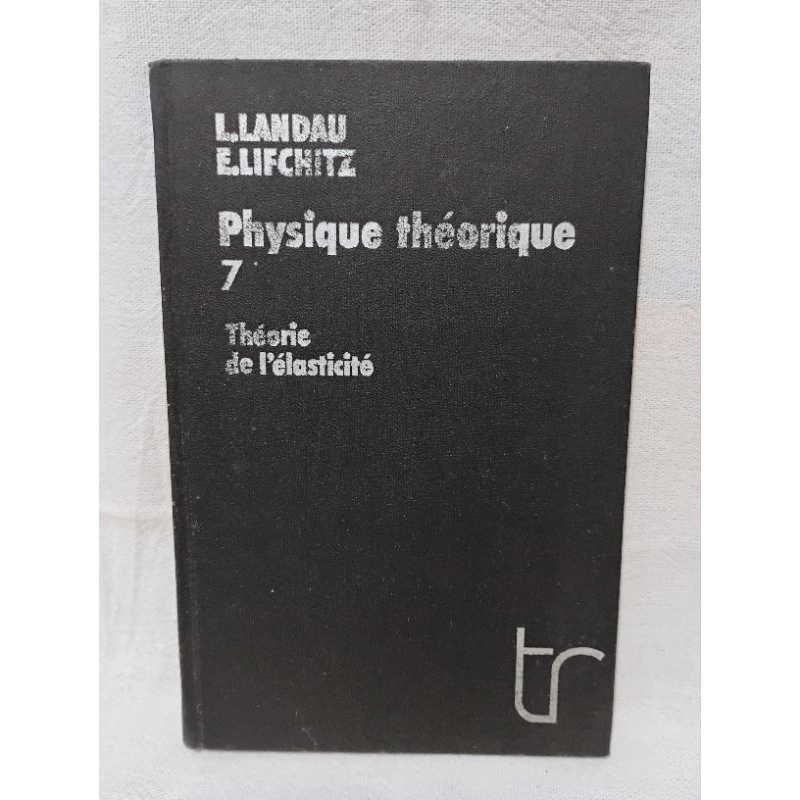 L.LANDAU
E.LIFCHITZ
Physique théorique
7
Théorie
de l'élasticité
tr